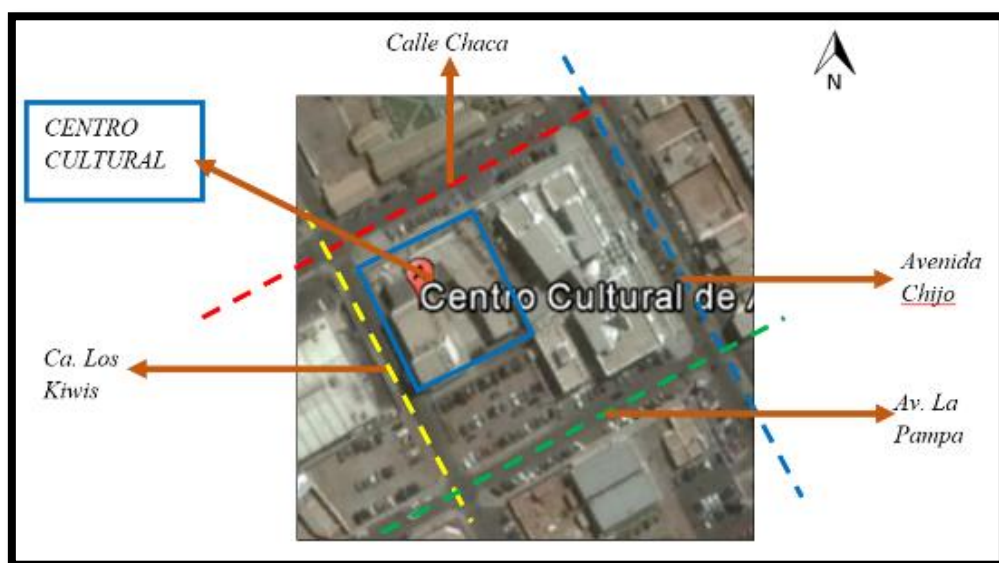 Calle Chaca
N
CENTRO
CULTURAL
Centro Cultural de A
Avenida
Chijo
Ca. Los
Kiwis
Av. La
Pampa